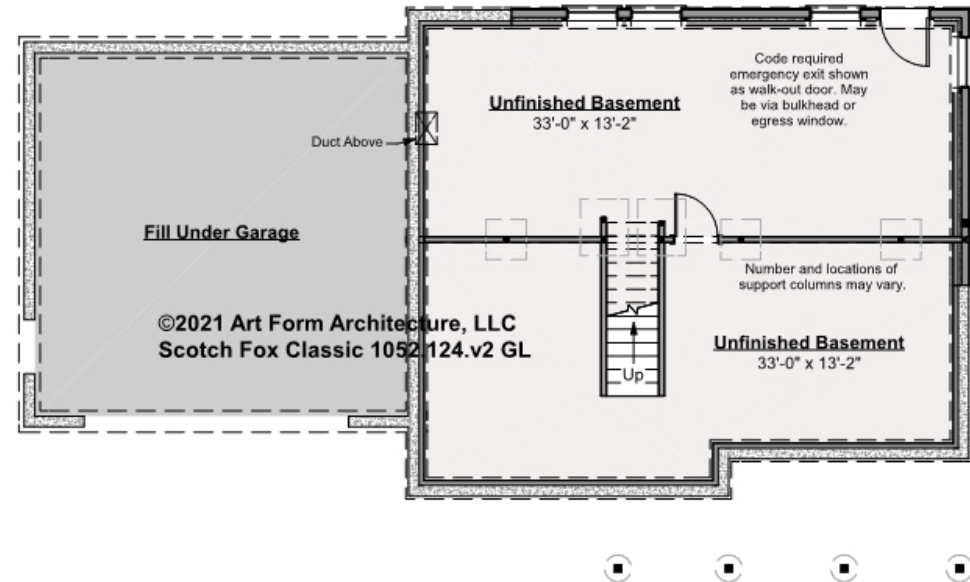 Code required
emergency exit shown
as walk-out door. May
be via bulkhead or
egress window.
Unfinished Basement
33'-0" x 13'-2"
Duct Above
Fill Under Garage
Number and locations of
support columns may vary.
©2021 Art Form Architecture, LLC
Scotch Fox Classic 1052.124.v2 GL
Unfinished Basement
33'-0" x 13'-2"
Up